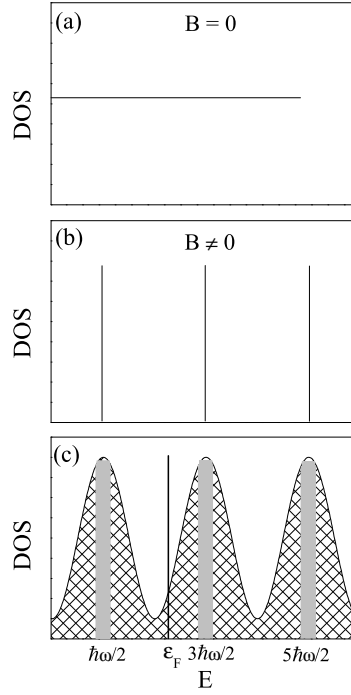 (a)
B = 0
DOS
(b)
B ≠ 0
DOS
(c)
DOS
ħω/2
ε_F
3ħω/2
5ħω/2
E